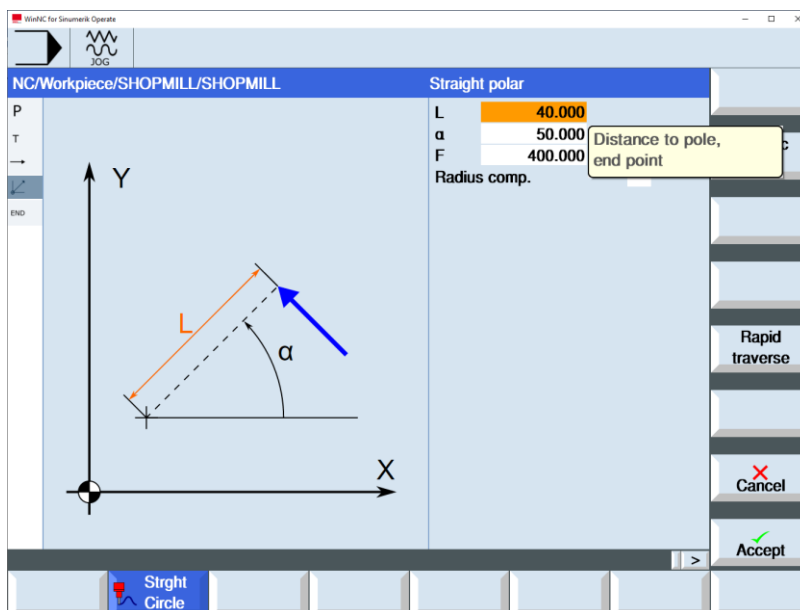 WinNC for Sinumerik Operate
JOG
NC/Workpiece/SHOPMILL/SHOPMILL
Straight polar
P
T
END
L 40.000
α 50.000
F 400.000
Radius comp.
Distance to pole,
end point
c
Y
L
α
X
Rapid
traverse
Cancel
Accept
>
Strght
Circle